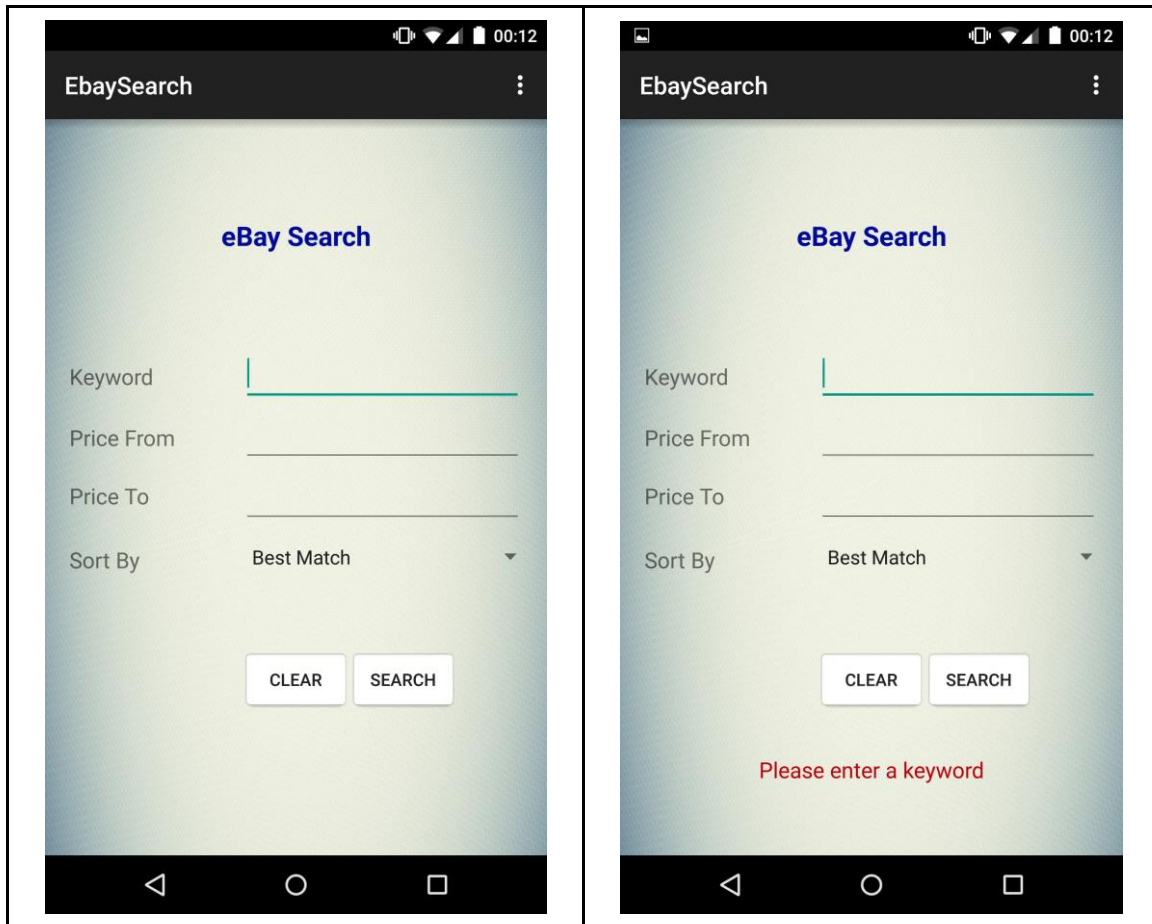 00:12
EbaySearch
eBay Search
Keyword
Price From
Price To
Sort By Best Match
CLEAR SEARCH
00:12
EbaySearch
eBay Search
Keyword
Price From
Price To
Sort By Best Match
CLEAR SEARCH
Please enter a keyword